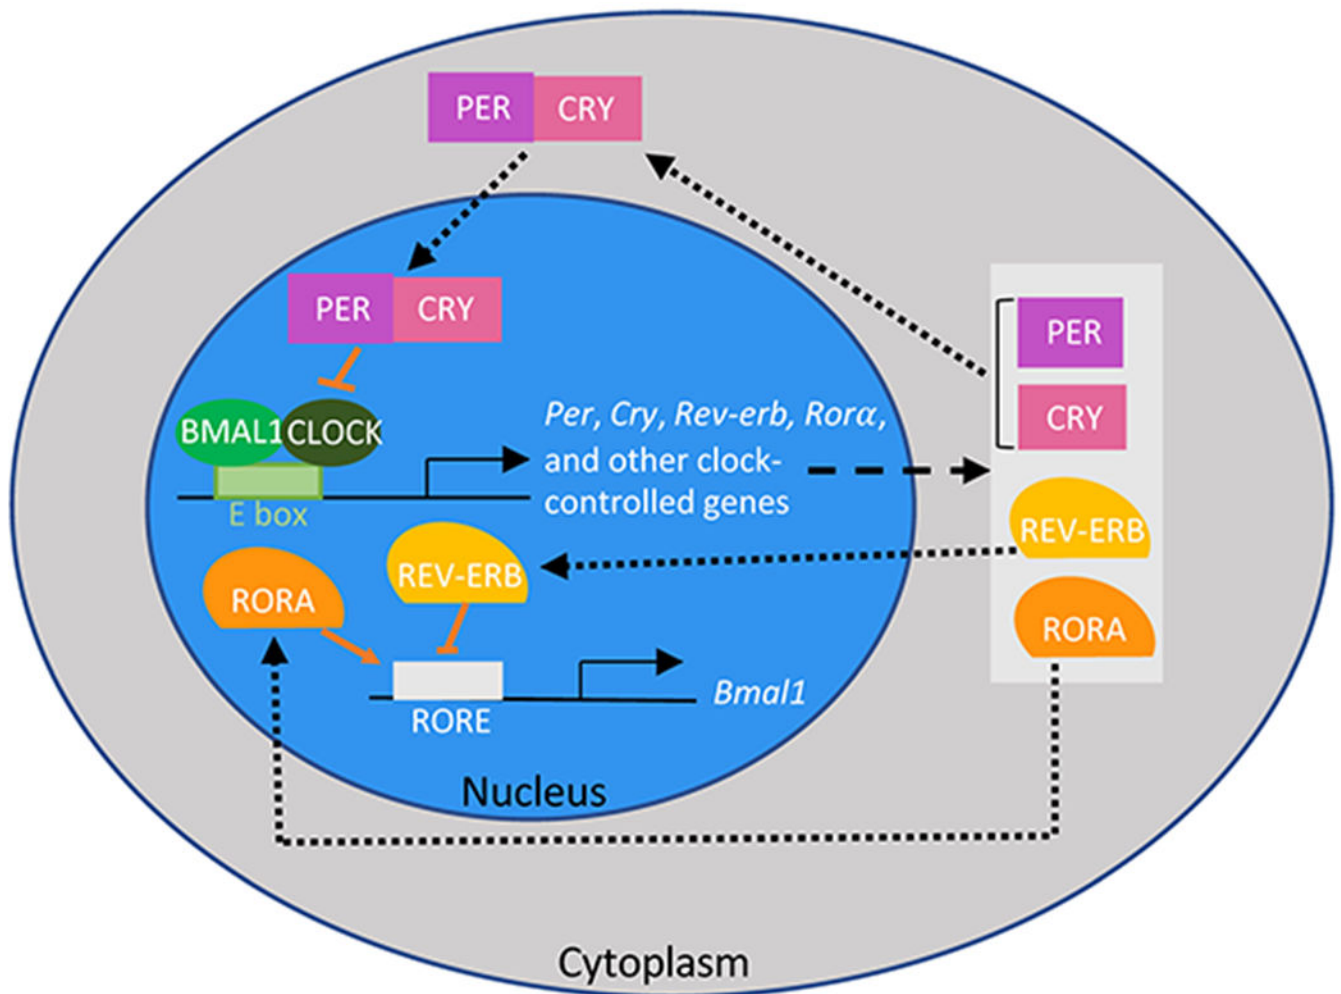 PER CRY
PER CRY
PER
CRY
BMAL1 CLOCK
Per, Cry, Rev-erb, Rorα,
and other clock-
controlled genes
E box
REV-ERB
REV-ERB
RORA
RORA
RORE
Bmal1
Nucleus
Cytoplasm